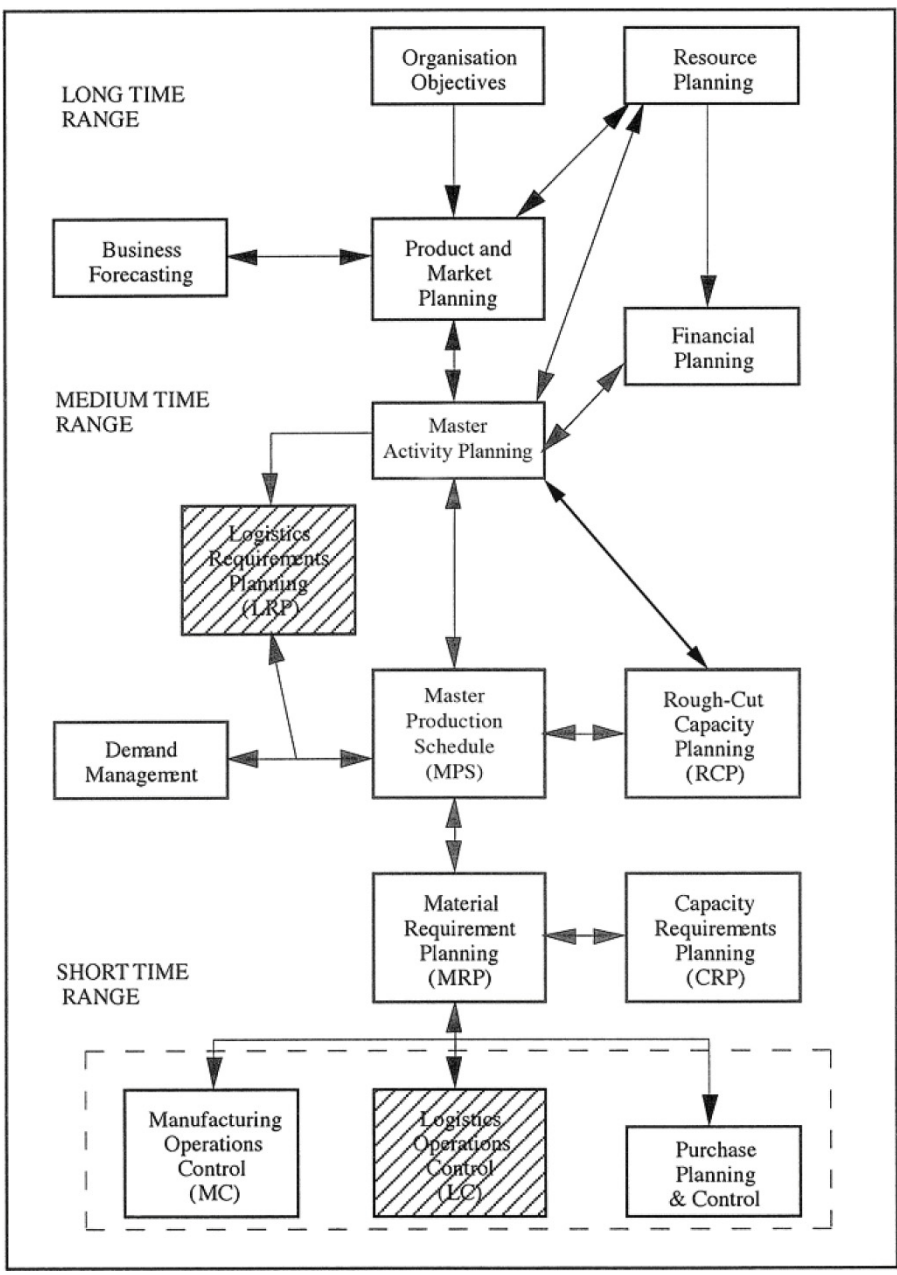 Organisation
Objectives
Resource
Planning
LONG TIME
RANGE
Business
Forecasting
Product and
Market
Planning
Financial
Planning
MEDIUM TIME
RANGE
Master
Activity Planning
Logistics
Requirements
Planning
(LRP)
Master
Production
Schedule
(MPS)
Rough-Cut
Capacity
Planning
(RCP)
Demand
Management
Material
Requirement
Planning
(MRP)
Capacity
Requirements
Planning
(CRP)
SHORT TIME
RANGE
Manufacturing
Operations
Control
(MC)
Logistics
Operations
Control
(LC)
Purchase
Planning
& Control